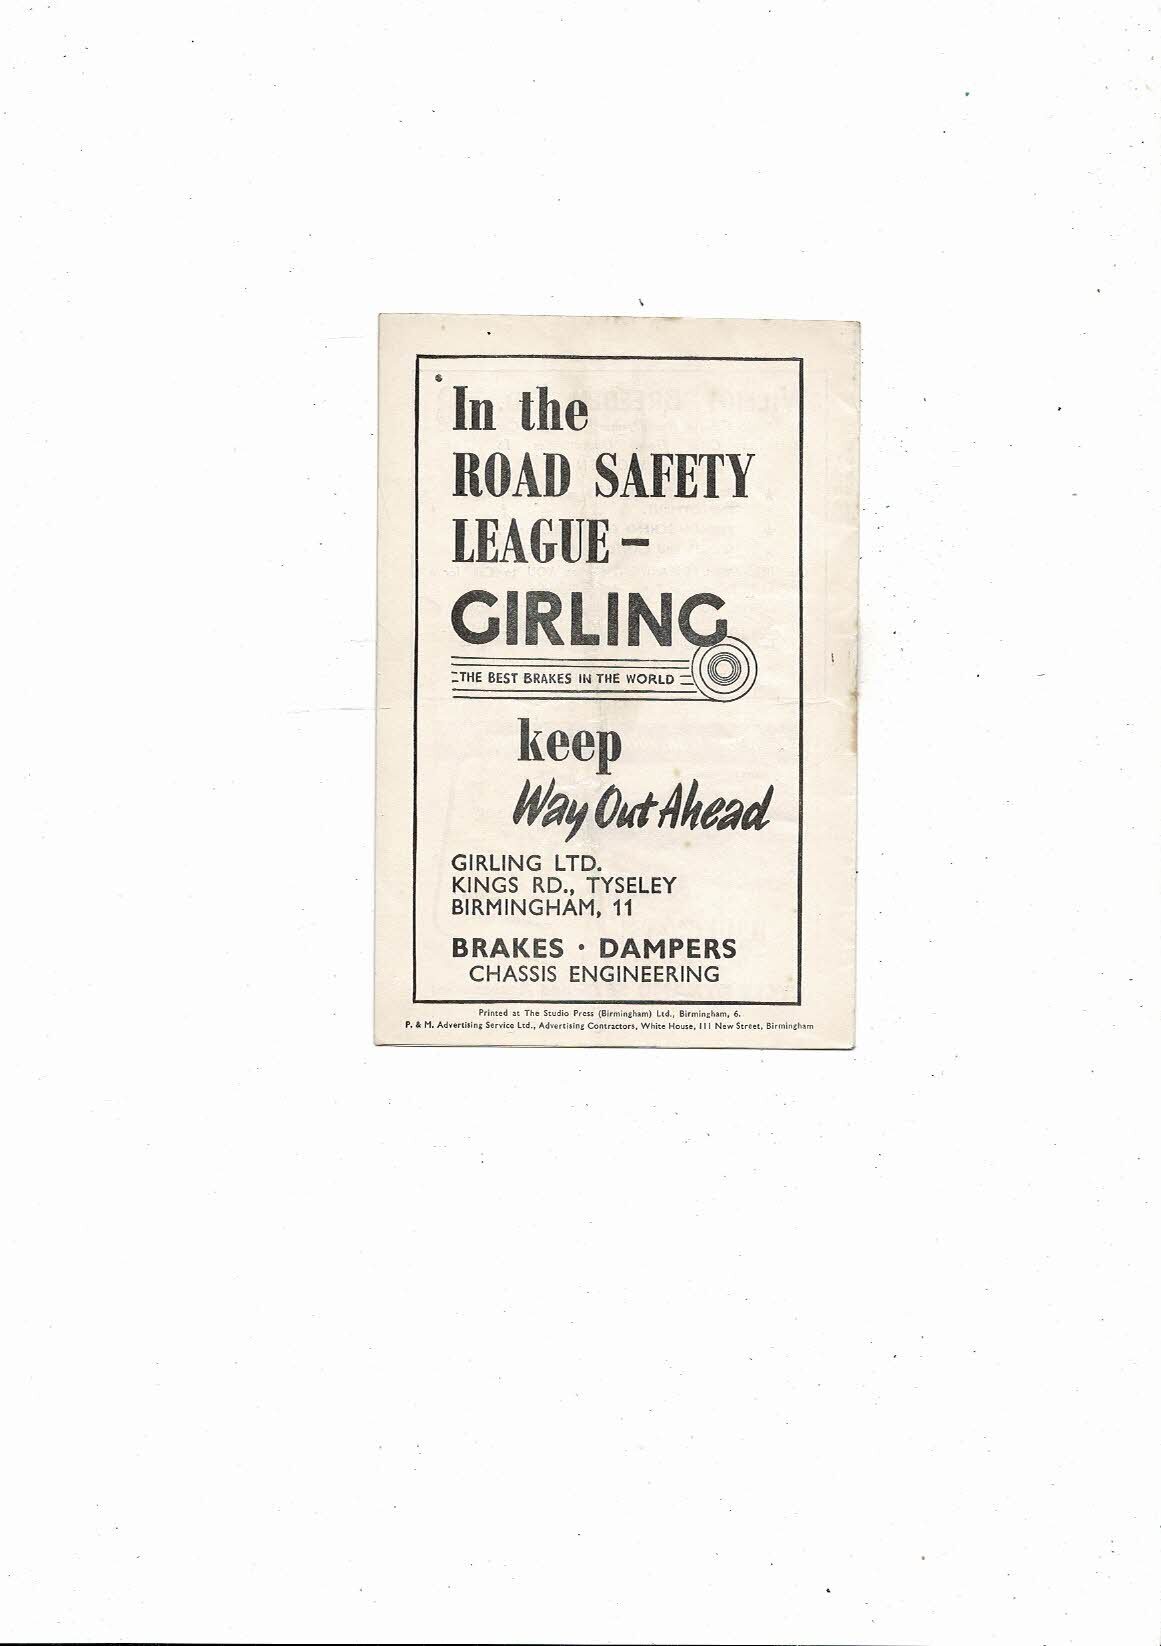 In the
ROAD SAFETY
LEAGUE –
GIRLING
THE BEST BRAKES IN THE WORLD
keep
Way Out Ahead
GIRLING LTD.
KINGS RD., TYSELEY
BIRMINGHAM, 11
BRAKES · DAMPERS
CHASSIS ENGINEERING
Printed at The Studio Press (Birmingham) Ltd., Birmingham, 6.
P. & M. Advertising Service Ltd., Advertising Contractors, White House, 111 New Street, Birmingham